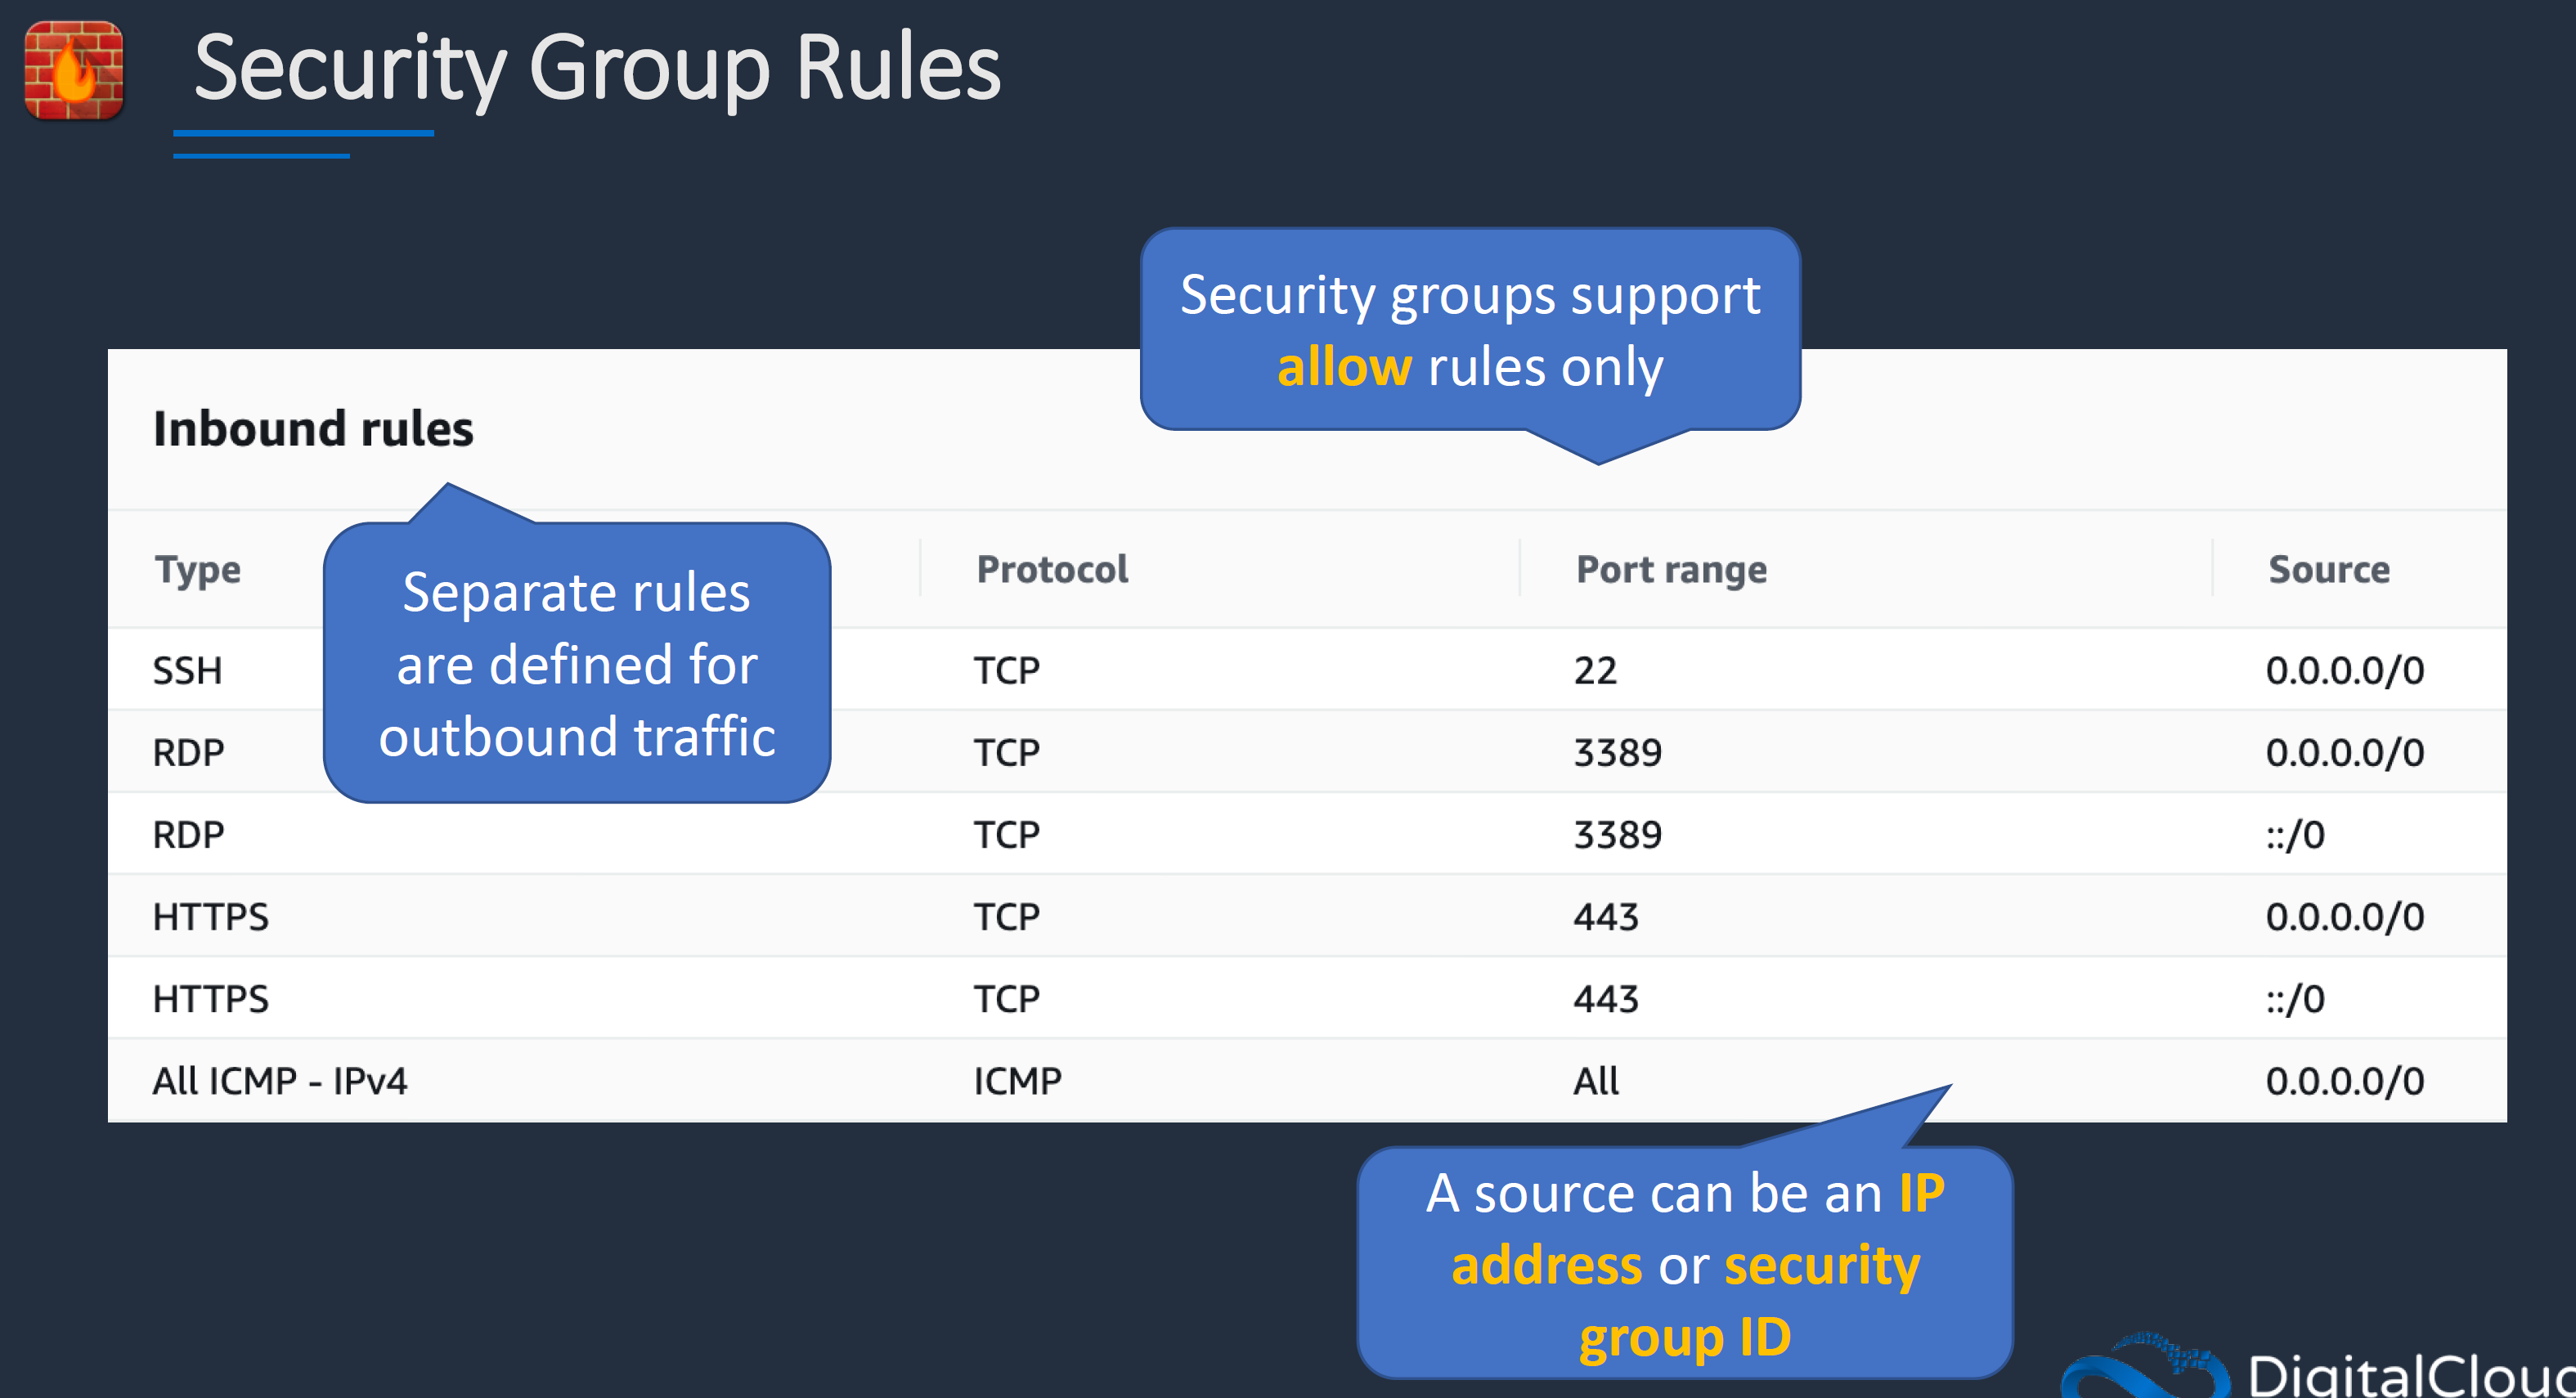 Security Group Rules
Security groups support
allow rules only
Inbound rules
Separate rules
are defined for
outbound traffic
Type Protocol Port range Source
SSH TCP 22 0.0.0.0/0
RDP TCP 3389 0.0.0.0/0
RDP TCP 3389 ::/0
HTTPS TCP 443 0.0.0.0/0
HTTPS TCP 443 ::/0
All ICMP - IPv4 ICMP All 0.0.0.0/0
A source can be an IP
address or security
group ID
DigitalCloud